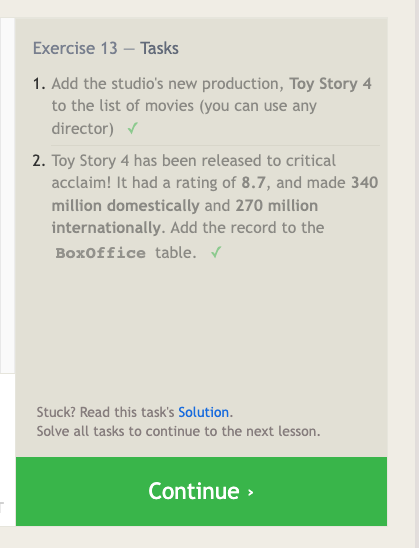 Exercise 13 — Tasks
1. Add the studio's new production, Toy Story 4
to the list of movies (you can use any
director) ✓
2. Toy Story 4 has been released to critical
acclaim! It had a rating of 8.7, and made 340
million domestically and 270 million
internationally. Add the record to the
BoxOffice table. ✓
Stuck? Read this task's Solution.
Solve all tasks to continue to the next lesson.
Continue ›